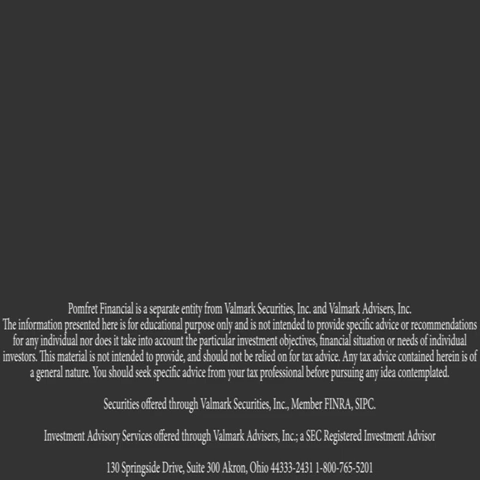 Pomfret Financial is a separate entity from Valmark Securities, Inc. and Valmark Advisers, Inc.
The information presented here is for educational purpose only and is not intended to provide specific advice or recommendations
for any individual nor does it take into account the particular investment objectives, financial situation or needs of individual
investors. This material is not intended to provide, and should not be relied on for tax advice. Any tax advice contained herein is of
a general nature. You should seek specific advice from your tax professional before pursuing any idea contemplated.
Securities offered through Valmark Securities, Inc., Member FINRA, SIPC.
Investment Advisory Services offered through Valmark Advisers, Inc.; a SEC Registered Investment Advisor
130 Springside Drive, Suite 300 Akron, Ohio 44333-2431 1-800-765-5201